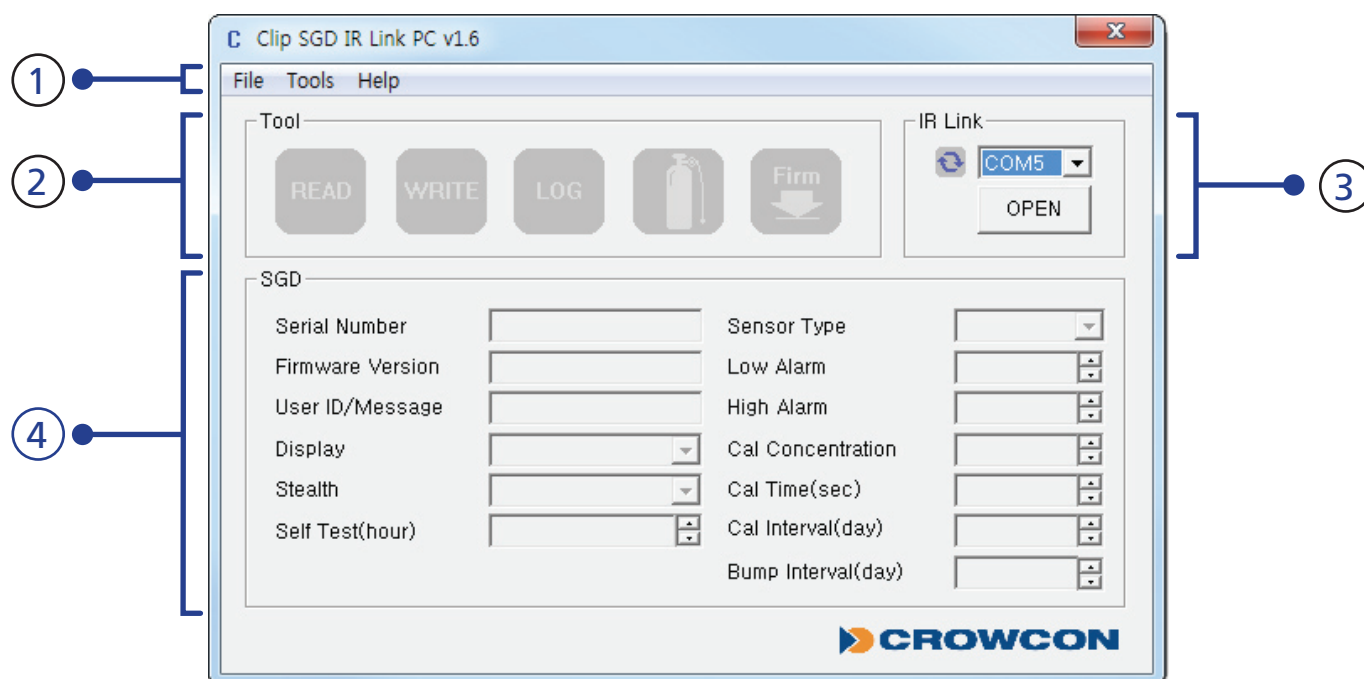 C Clip SGD IR Link PC v1.6
1
File Tools Help
2
Tool
READ WRITE LOG Firm
IR Link
COM5
OPEN
3
4
SGD
Serial Number
Firmware Version
User ID/Message
Display
Stealth
Self Test(hour)
Sensor Type
Low Alarm
High Alarm
Cal Concentration
Cal Time(sec)
Cal Interval(day)
Bump Interval(day)
CROWCON